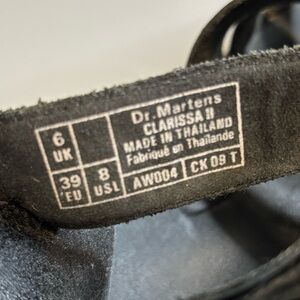 6
UK
39
EU
8
USL
Dr. Martens
CLARISSA II
MADE IN THAILAND
Fabriqué en Thaïlande
AW004
CK 09 T